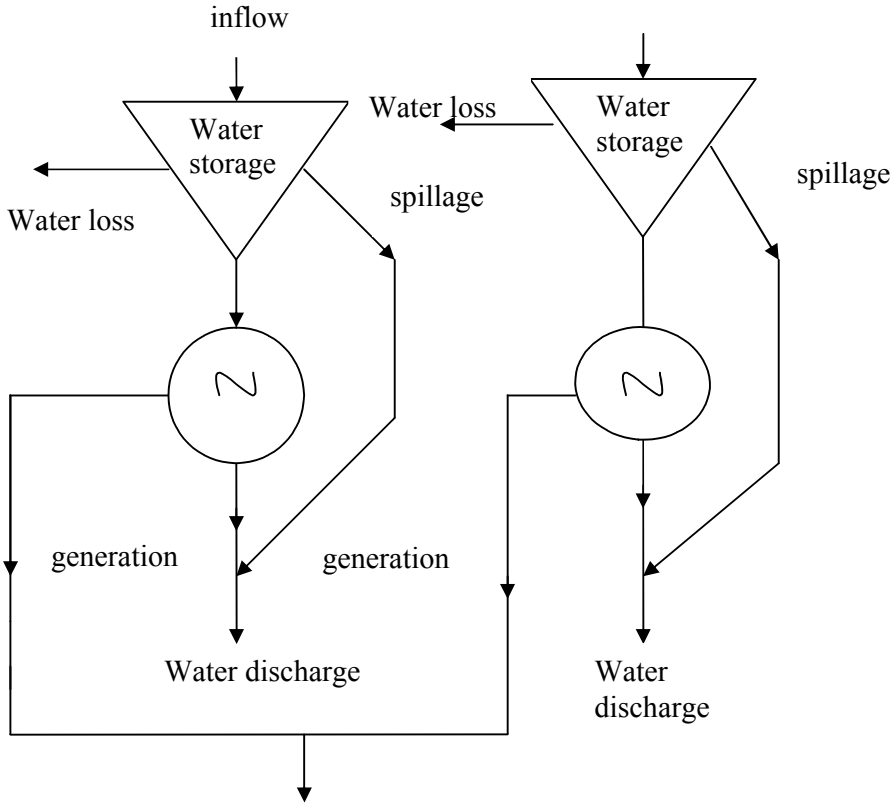 inflow
Water
storage
Water loss
spillage
generation
Water discharge
Water loss
Water
storage
spillage
generation
Water
discharge